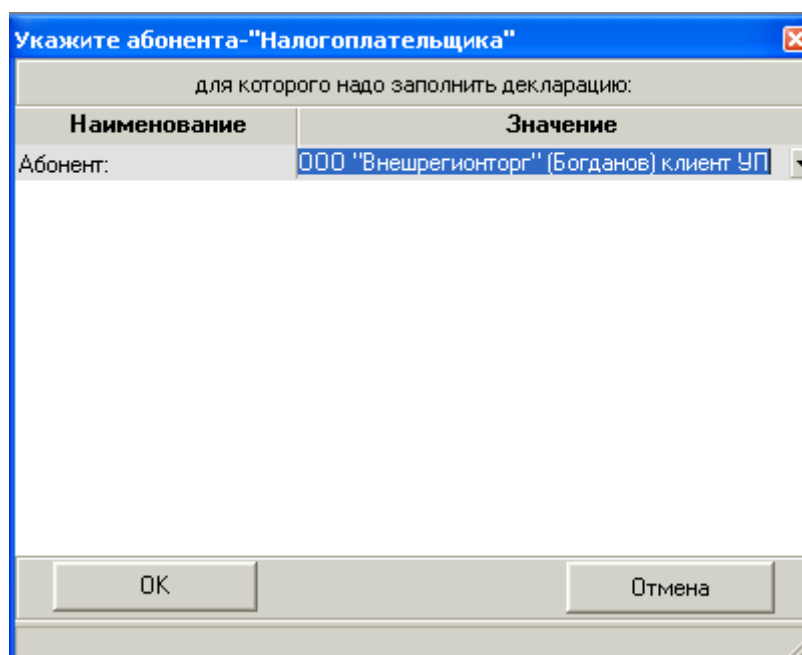 Укажите абонента-"Налогоплательщика"
для которого надо заполнить декларацию:
Наименование Значение
Абонент: ООО "Внешрегионторг" (Богданов) клиент УП
OK Отмена